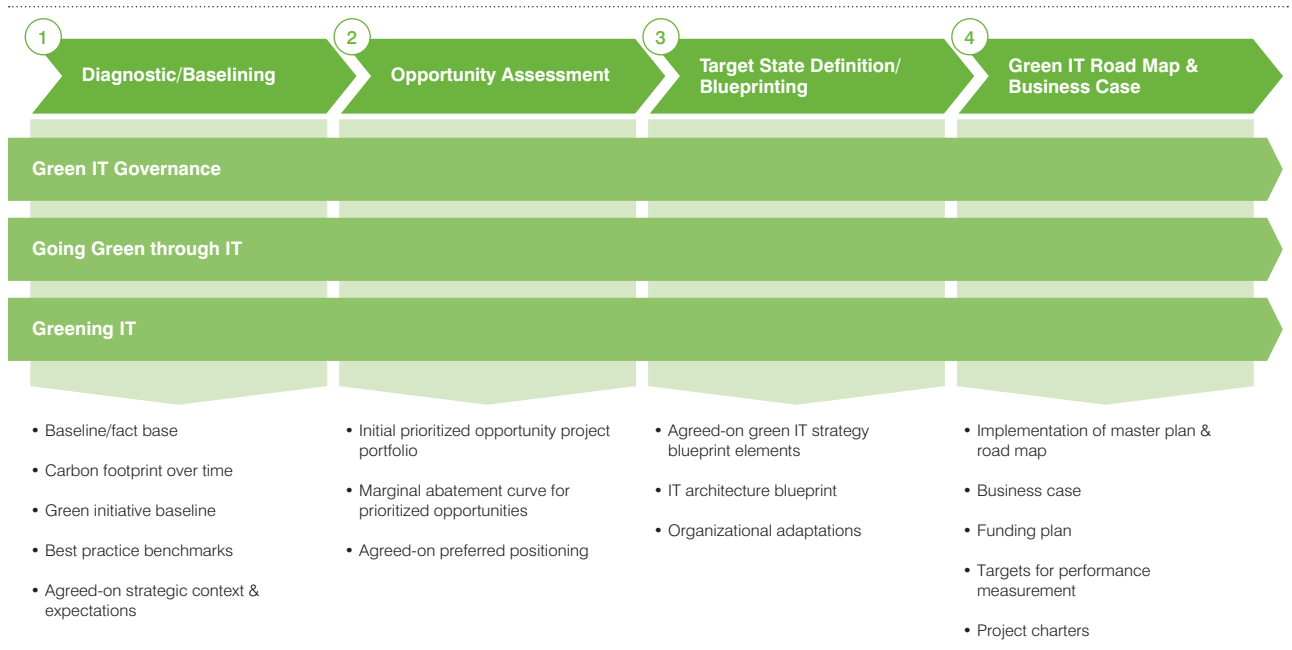 1
Diagnostic/Baselining
2
Opportunity Assessment
3
Target State Definition/
Blueprinting
4
Green IT Road Map &
Business Case
Green IT Governance
Going Green through IT
Greening IT
• Baseline/fact base
• Carbon footprint over time
• Green initiative baseline
• Best practice benchmarks
• Agreed-on strategic context &
expectations
• Initial prioritized opportunity project
portfolio
• Marginal abatement curve for
prioritized opportunities
• Agreed-on preferred positioning
• Agreed-on green IT strategy
blueprint elements
• IT architecture blueprint
• Organizational adaptations
• Implementation of master plan &
road map
• Business case
• Funding plan
• Targets for performance
measurement
• Project charters